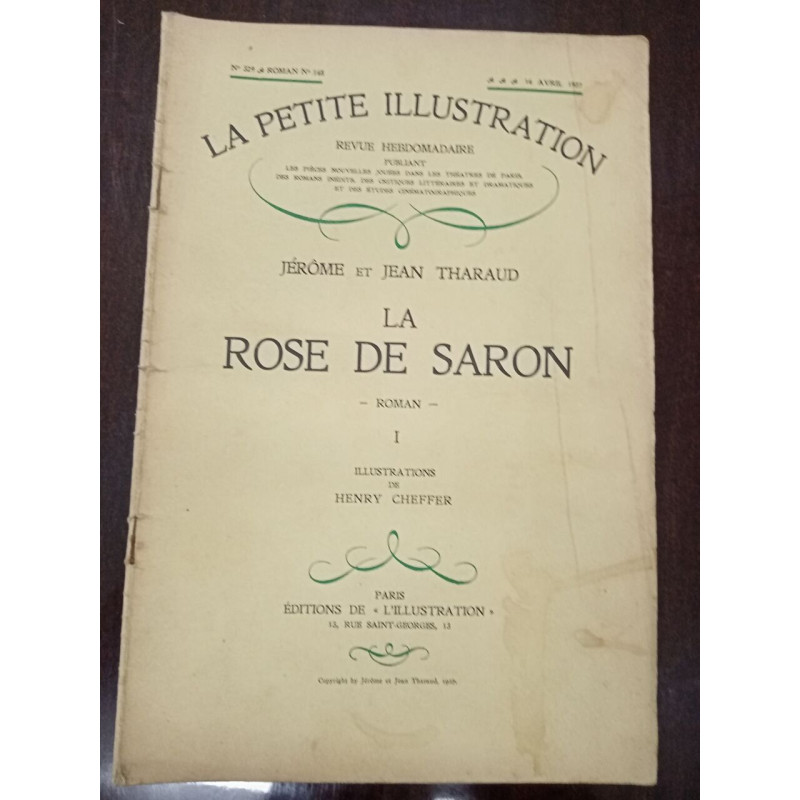 Nº 329 ROMAN Nº
16 AVRIL 1927
LA PETITE ILLUSTRATION
REVUE HEBDOMADAIRE
PUBLIANT
LES PIÈCES NOUVELLES JOUÉES DANS LES THÉATRES DE PARIS,
DES ROMANS INÉDITS, DES CRITIQUES LITTÉRAIRES ET DRAMATIQUES
ET DES ÉTUDES CINÉMATOGRAPHIQUES
JÉRÔME ET JEAN THARAUD
LA
ROSE DE SARON
– ROMAN –
I
ILLUSTRATIONS
DE
HENRY CHEFFER
PARIS
ÉDITIONS DE « L'ILLUSTRATION »
13, RUE SAINT-GEORGES, 13
Copyright by Jérôme et Jean Tharaud,